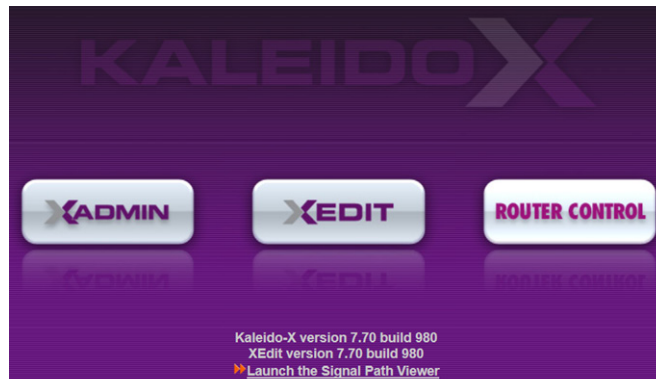 KALEIDOX
XADMIN
XEDIT
ROUTER CONTROL
Kaleido-X version 7.70 build 980
XEdit version 7.70 build 980
Launch the Signal Path Viewer